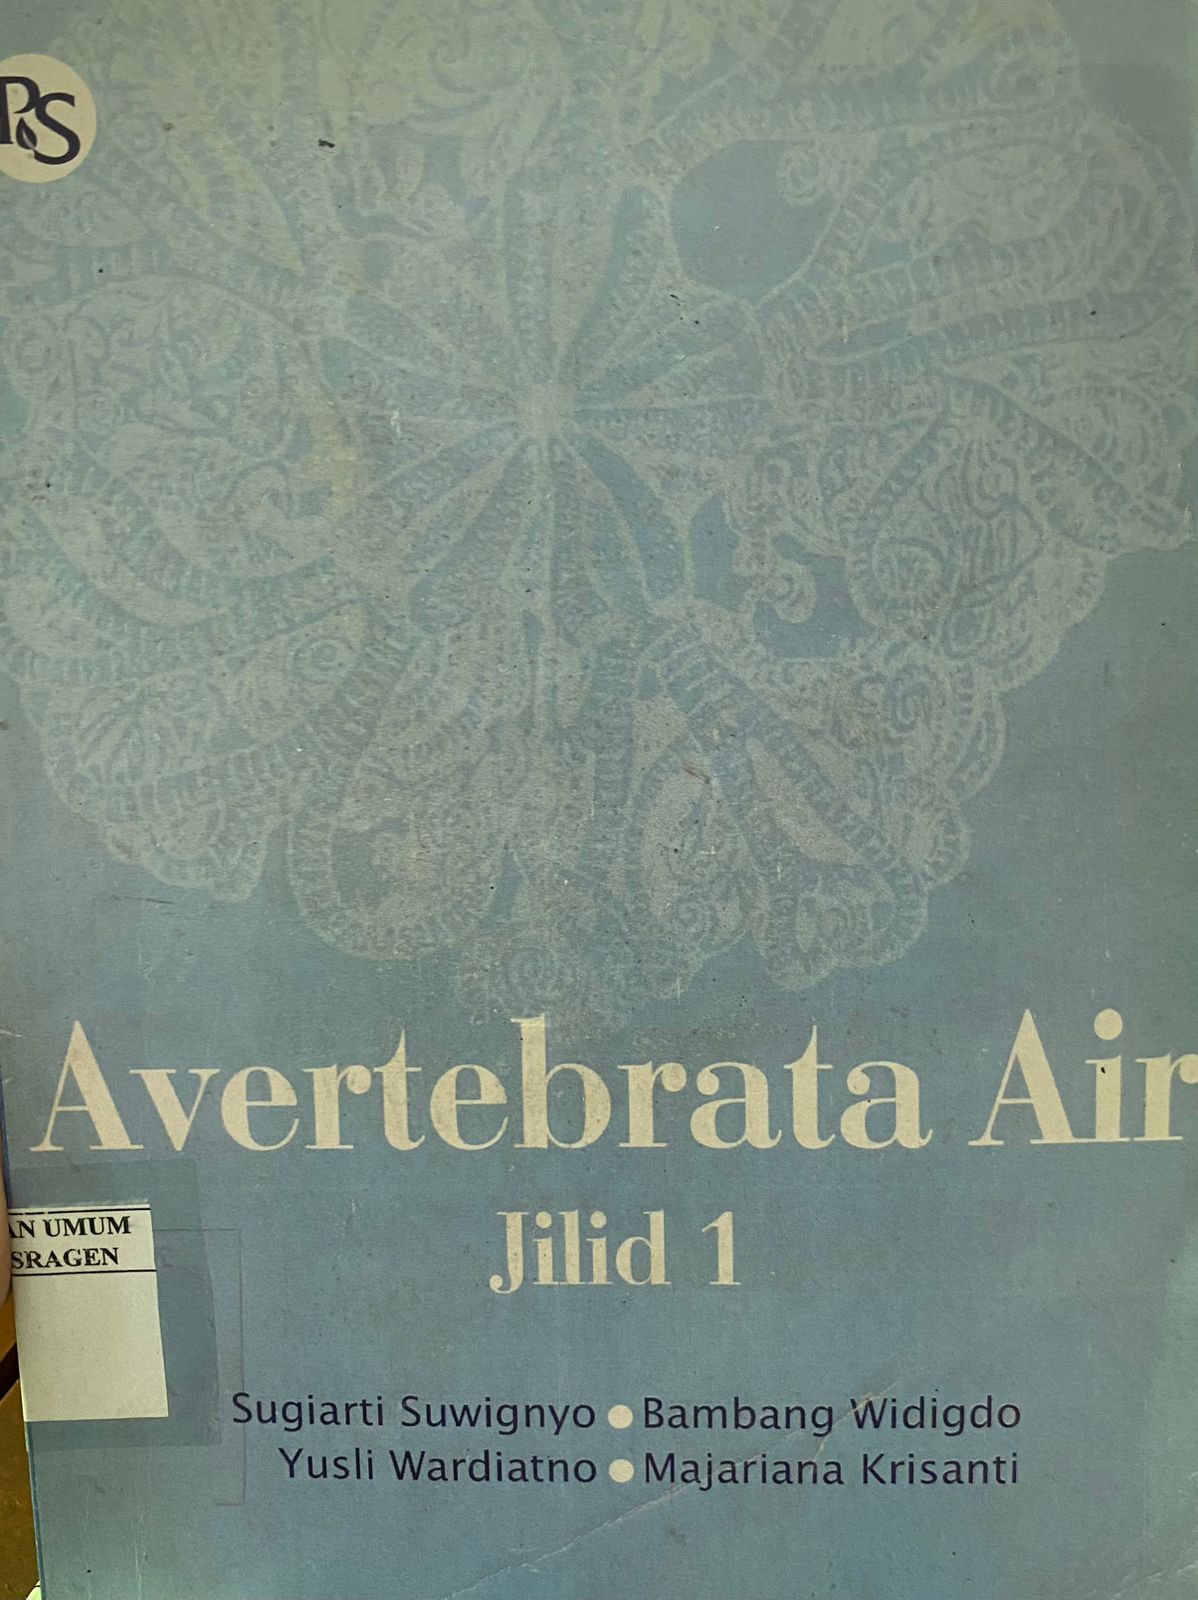 PS
Avertebrata Air
Jilid 1
AN UMUM
SRAGEN
Sugiarti Suwignyo ● Bambang Widigdo
Yusli Wardiatno ● Majariana Krisanti